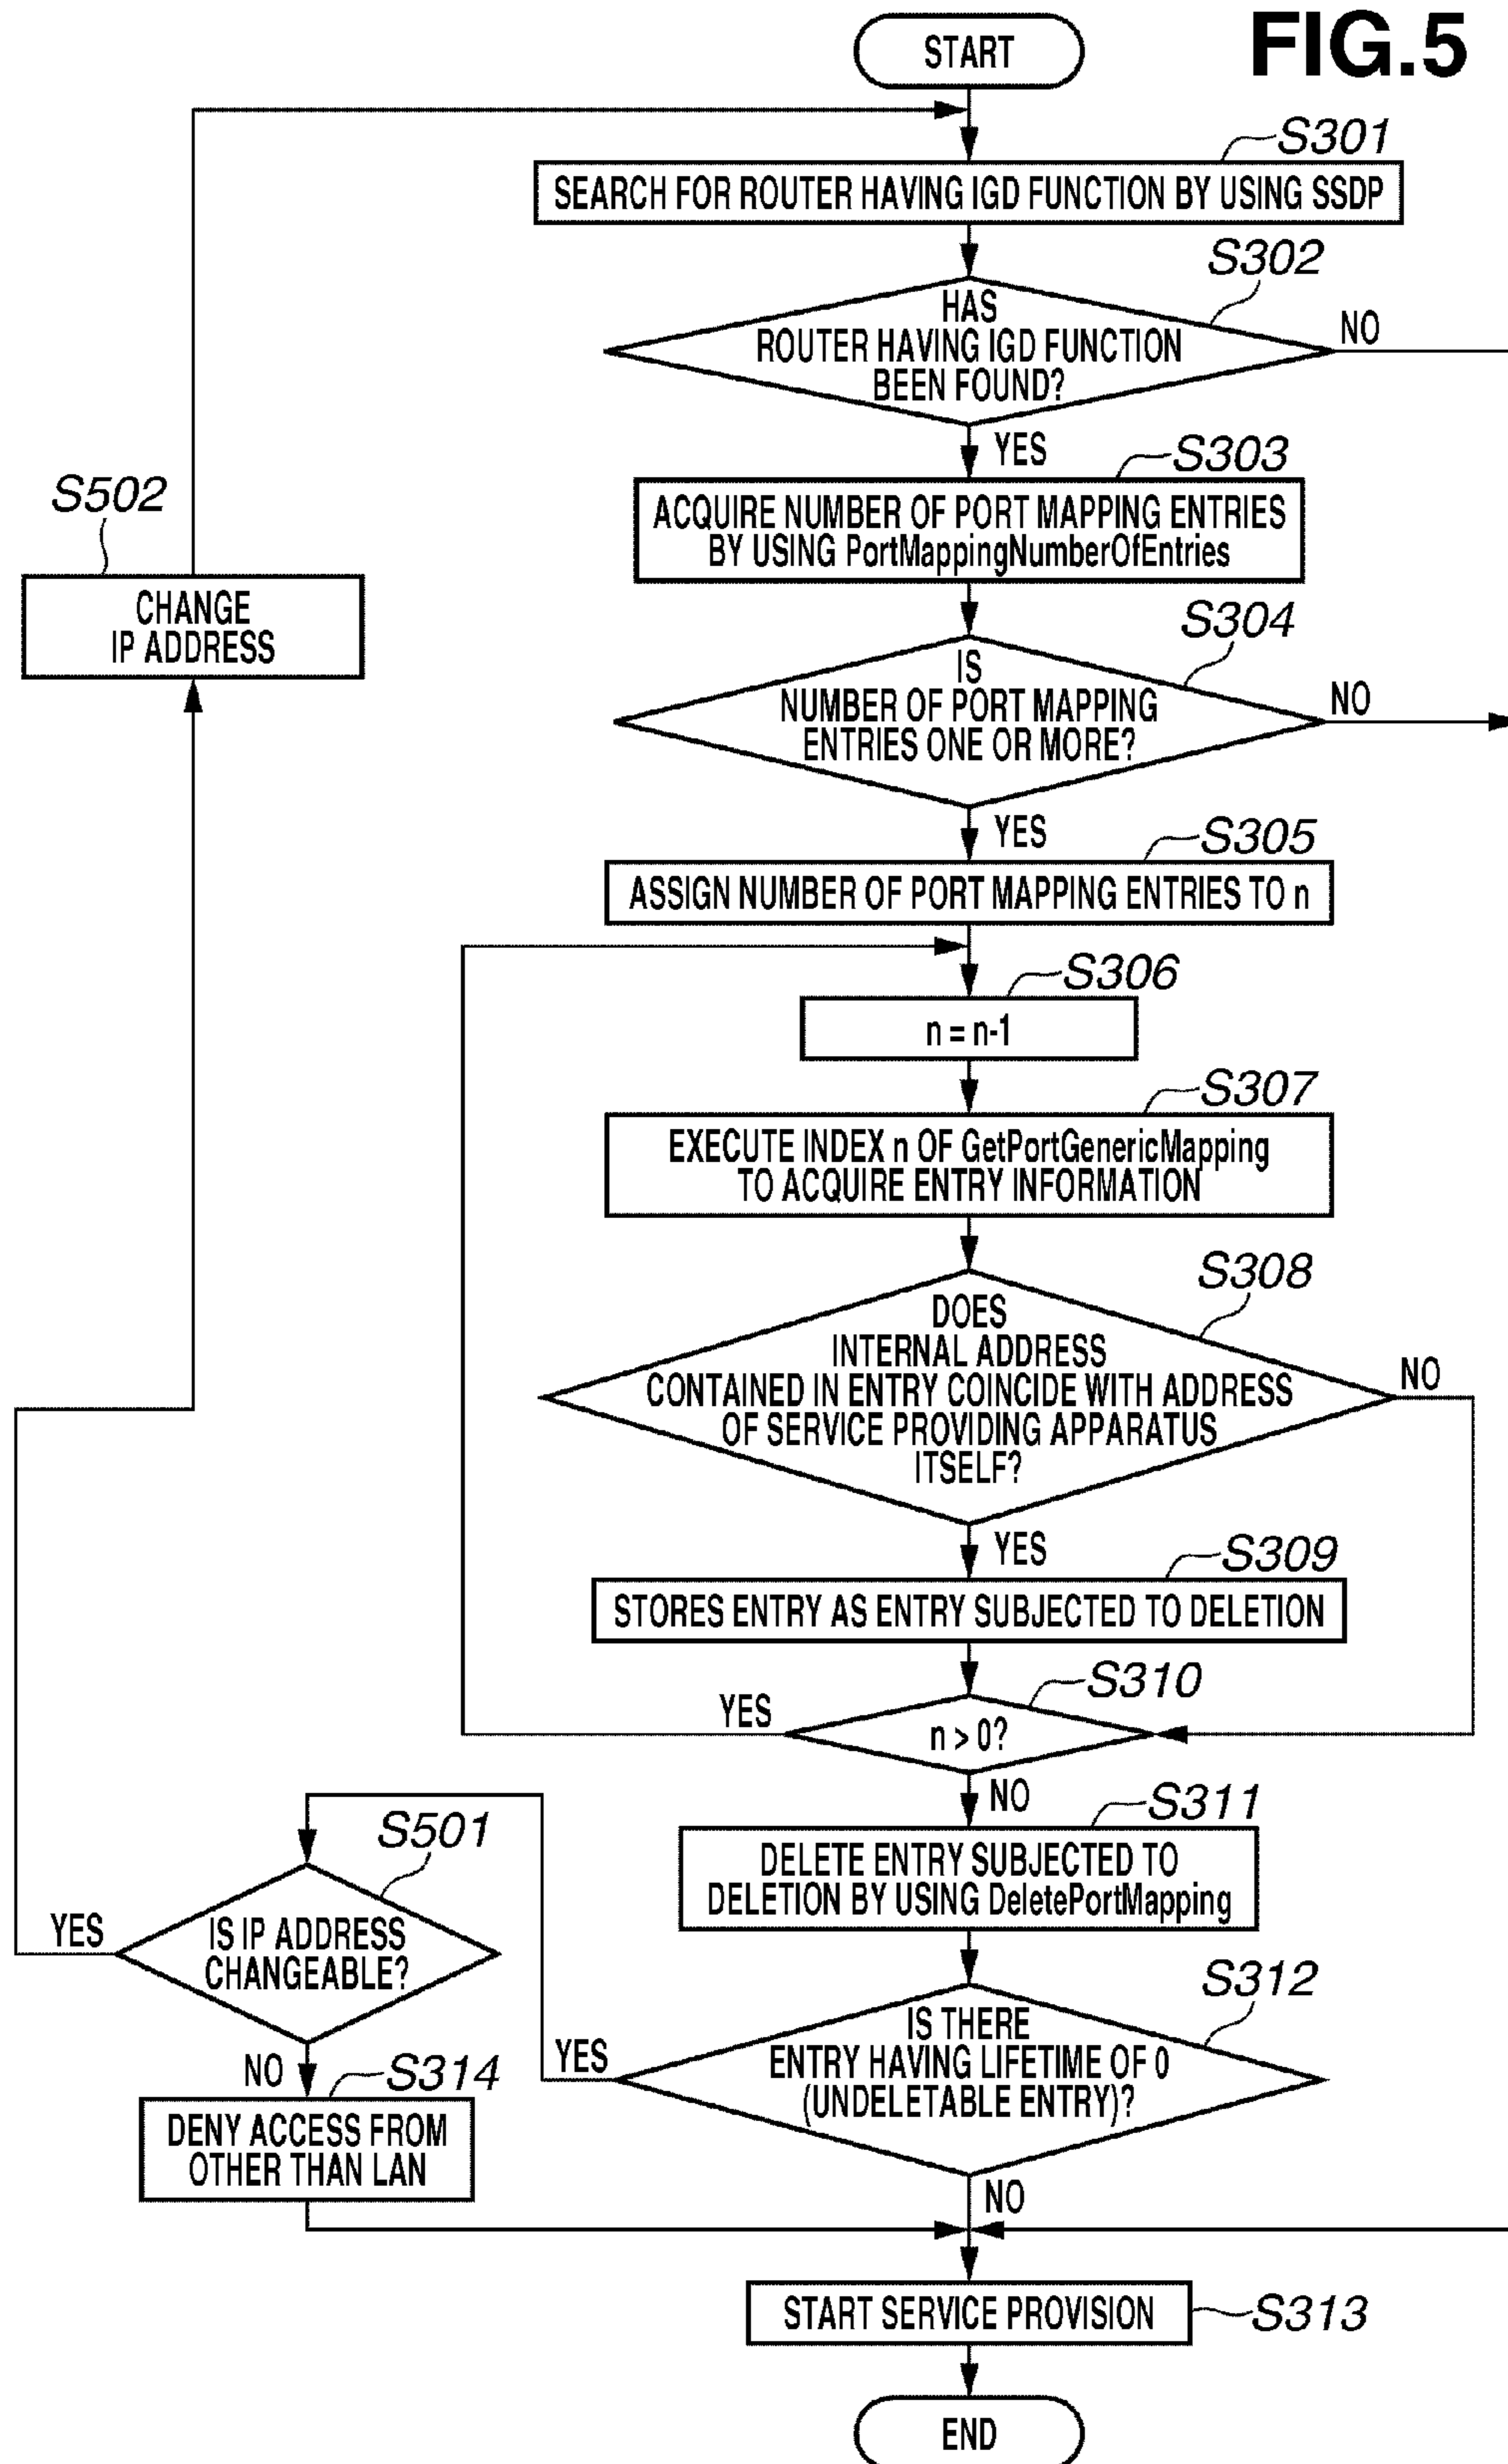 FIG.5
START
S301
SEARCH FOR ROUTER HAVING IGD FUNCTION BY USING SSDP
S302
HAS
ROUTER HAVING IGD FUNCTION
BEEN FOUND?
NO
YES
S303
ACQUIRE NUMBER OF PORT MAPPING ENTRIES
BY USING PortMappingNumberOfEntries
S502
CHANGE
IP ADDRESS
S304
IS
NUMBER OF PORT MAPPING
ENTRIES ONE OR MORE?
NO
YES
S305
ASSIGN NUMBER OF PORT MAPPING ENTRIES TO n
S306
n = n-1
S307
EXECUTE INDEX n OF GetPortGenericMapping
TO ACQUIRE ENTRY INFORMATION
S308
DOES
INTERNAL ADDRESS
CONTAINED IN ENTRY COINCIDE WITH ADDRESS
OF SERVICE PROVIDING APPARATUS
ITSELF?
NO
YES
S309
STORES ENTRY AS ENTRY SUBJECTED TO DELETION
S310
n > 0?
YES
NO
S311
DELETE ENTRY SUBJECTED TO
DELETION BY USING DeletePortMapping
S501
IS IP ADDRESS
CHANGEABLE?
YES
NO
S312
IS THERE
ENTRY HAVING LIFETIME OF 0
(UNDELETABLE ENTRY)?
YES
NO
S314
DENY ACCESS FROM
OTHER THAN LAN
START SERVICE PROVISION
S313
END